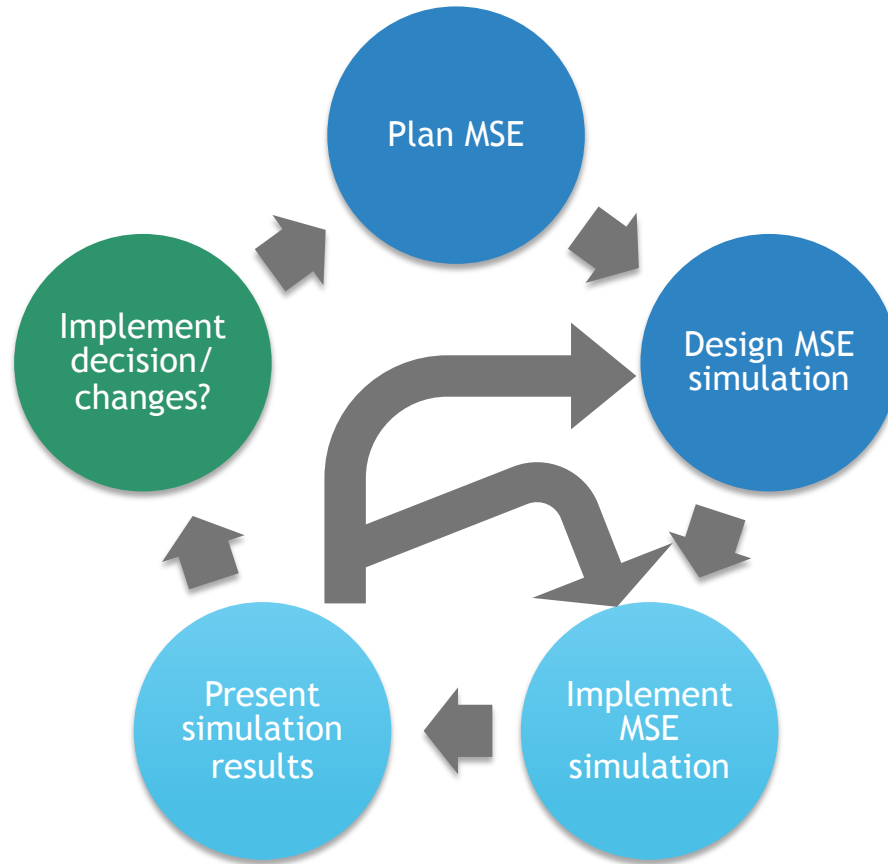 Plan MSE
Design MSE
simulation
Implement
MSE
simulation
Present
simulation
results
Implement
decision/
changes?